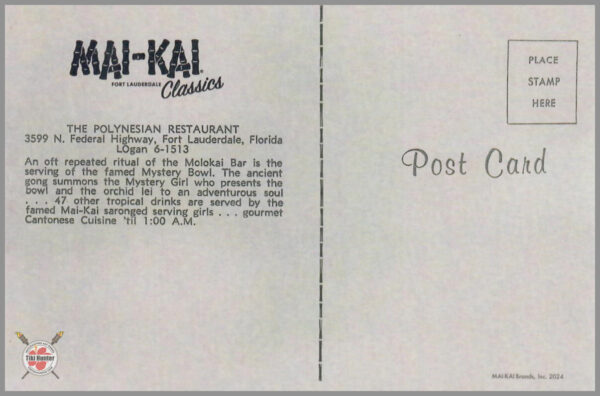 MAI-KAI
FORT LAUDERDALE
Classics
THE POLYNESIAN RESTAURANT
3599 N. Federal Highway, Fort Lauderdale, Florida
LOgan 6-1513
An oft repeated ritual of the Molokai Bar is the
serving of the famed Mystery Bowl. The ancient
gong summons the Mystery Girl who presents the
bowl and the orchid lei to an adventurous soul
. . . 47 other tropical drinks are served by the
famed Mai-Kai saronged serving girls . . . gourmet
Cantonese Cuisine 'til 1:00 A.M.
PLACE
STAMP
HERE
Post Card
Tiki Hunter
MAI-KAI Brands, Inc. 2024